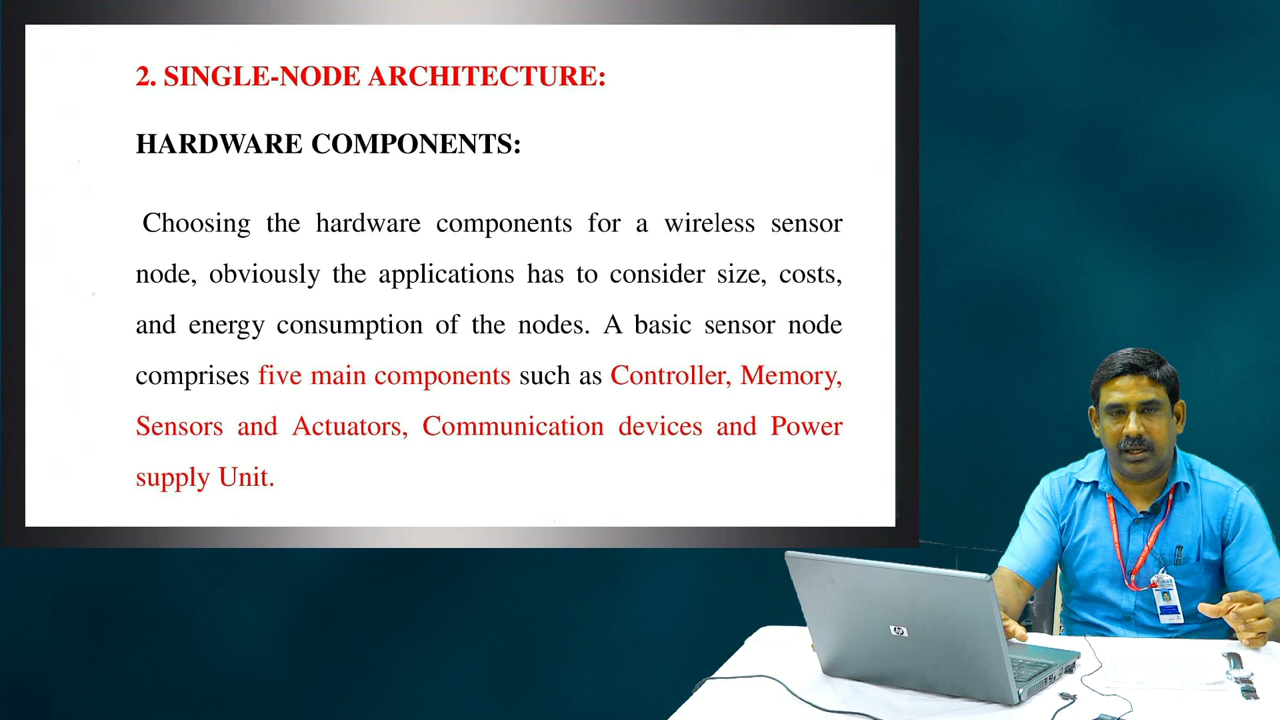 2. SINGLE-NODE ARCHITECTURE:
HARDWARE COMPONENTS:
Choosing the hardware components for a wireless sensor
node, obviously the applications has to consider size, costs,
and energy consumption of the nodes. A basic sensor node
comprises five main components such as Controller, Memory,
Sensors and Actuators, Communication devices and Power
supply Unit.
hp